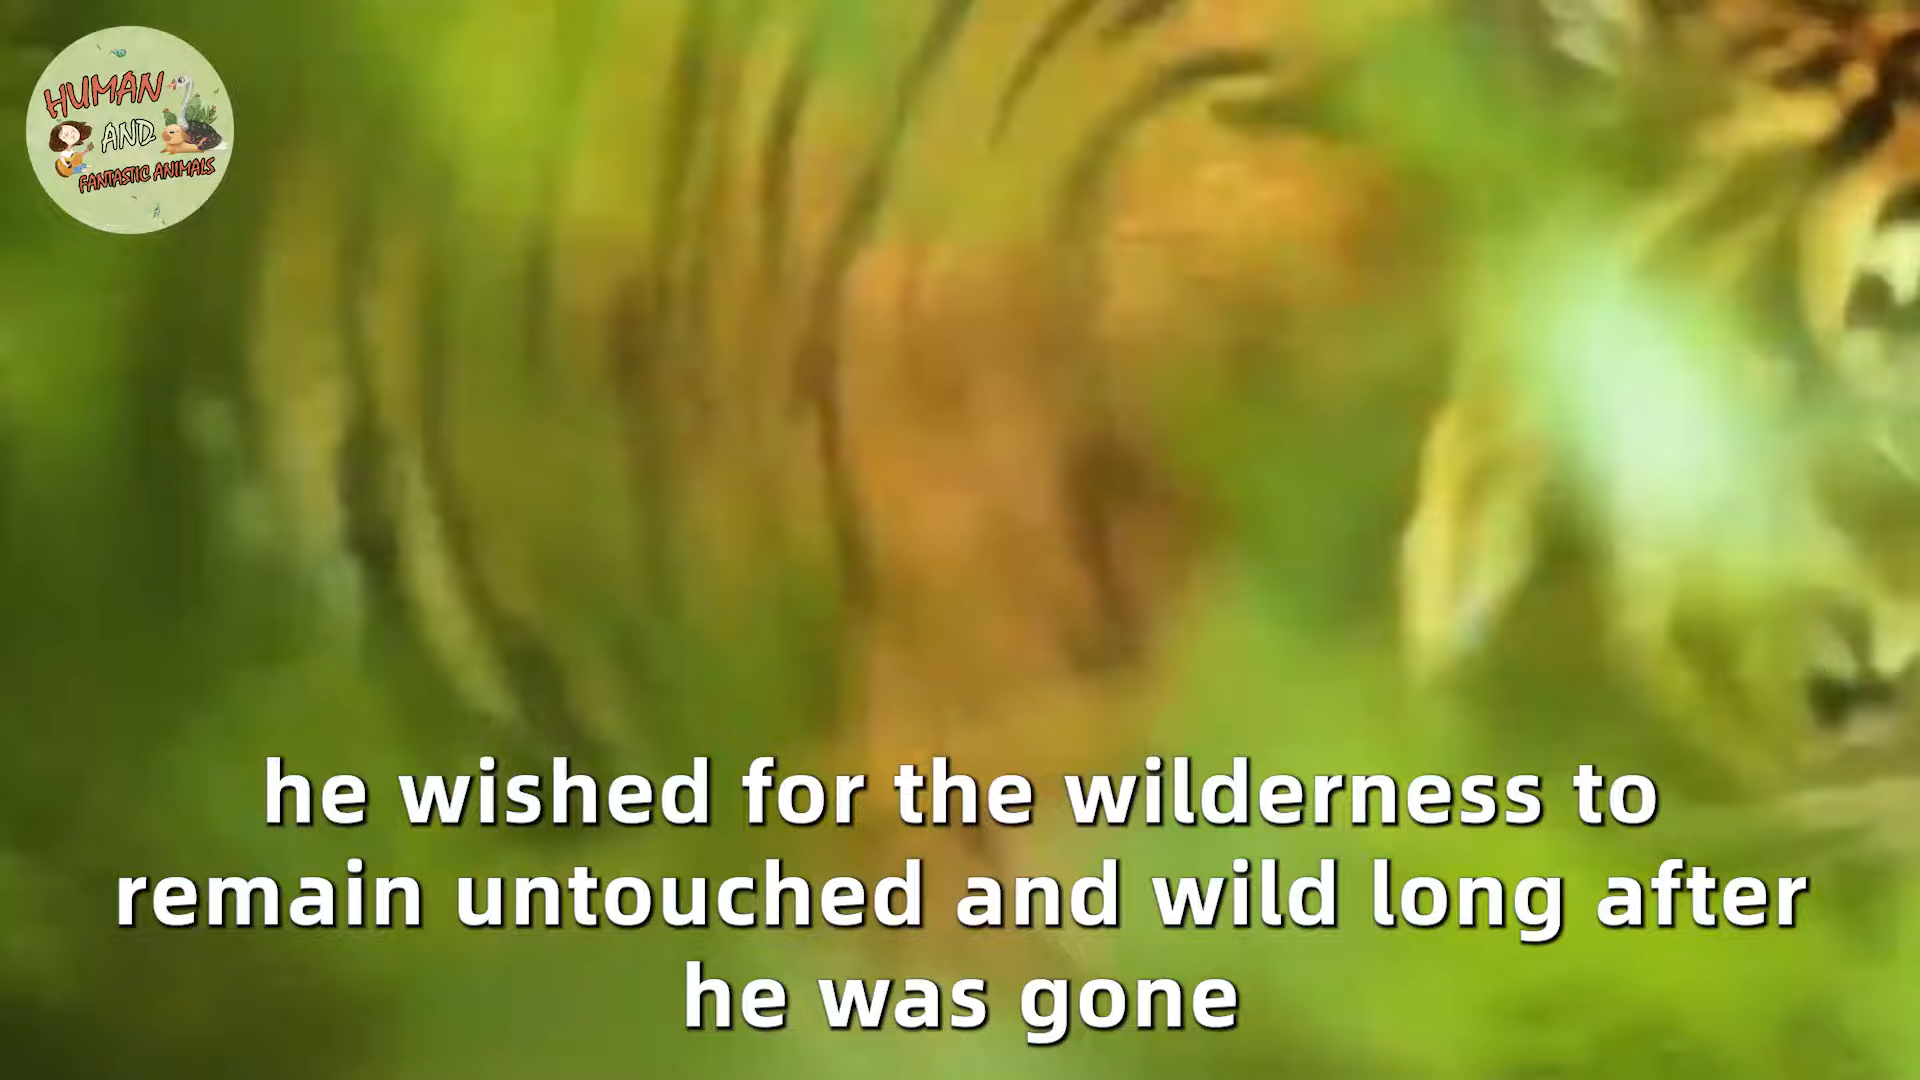 HUMAN
AND
FANTASTIC ANIMALS
he wished for the wilderness to
remain untouched and wild long after
he was gone